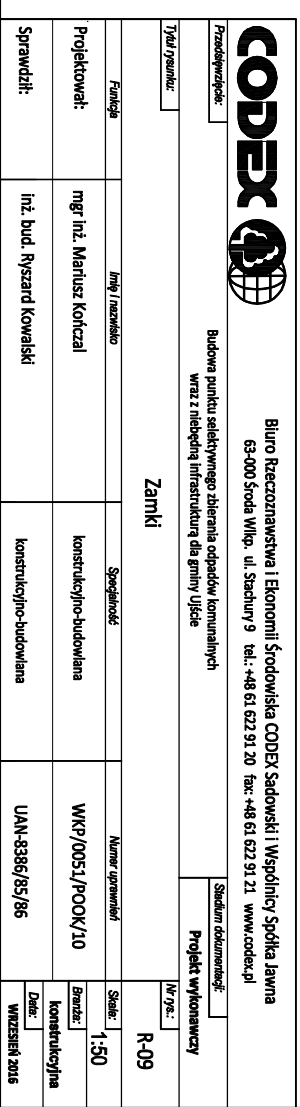 CODEX
Biuro Rzeczoznawstwa i Ekonomii Środowiska CODEX Sadowski i Wspólnicy Spółka Jawna
63-000 Środa Wlkp. ul. Stachury 9 tel.: +48 61 622 91 20 fax: +48 61 622 91 21 www.codex.pl
Przedsięwzięcie:
Budowa punktu selektywnego zbierania odpadów komunalnych
wraz z niebędną infrastrukturą dla gminy Ujście
Stadium dokumentacji:
Projekt wykonawczy
Tytuł rysunku:
Zamki
Nr rys.:
R-09
Funkcja
Imię i nazwisko
Specjalność
Numer uprawnień
Skala:
1:50
Projektował:
mgr inż. Mariusz Kończal
konstrukcyjno-budowlana
WKP/0051/POOK/10
Branża:
konstrukcyjna
Sprawdził:
inż. bud. Ryszard Kowalski
konstrukcyjno-budowlana
UAN-8386/85/86
Data:
WRZESIEŃ 2016